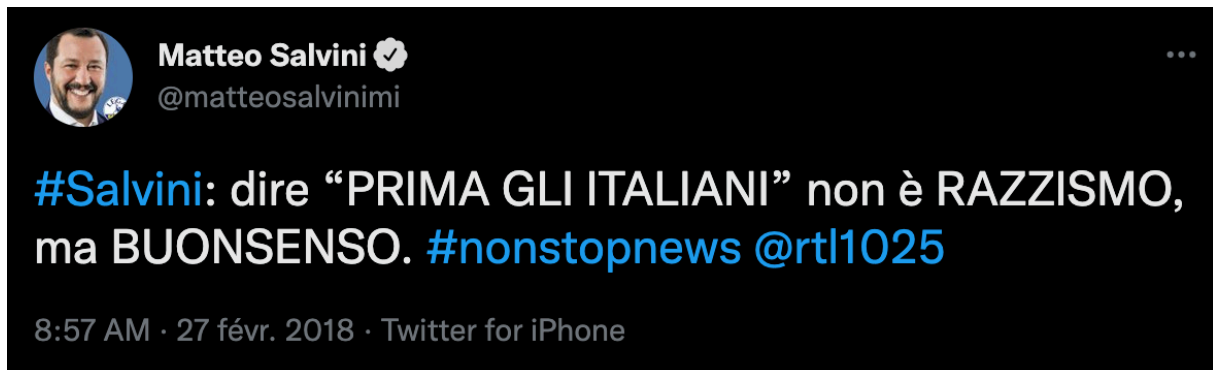 Matteo Salvini
@matteosalvinimi
#Salvini: dire “PRIMA GLI ITALIANI” non è RAZZISMO,
ma BUONSENSO. #nonstopnews @rtl1025
8:57 AM · 27 févr. 2018 · Twitter for iPhone